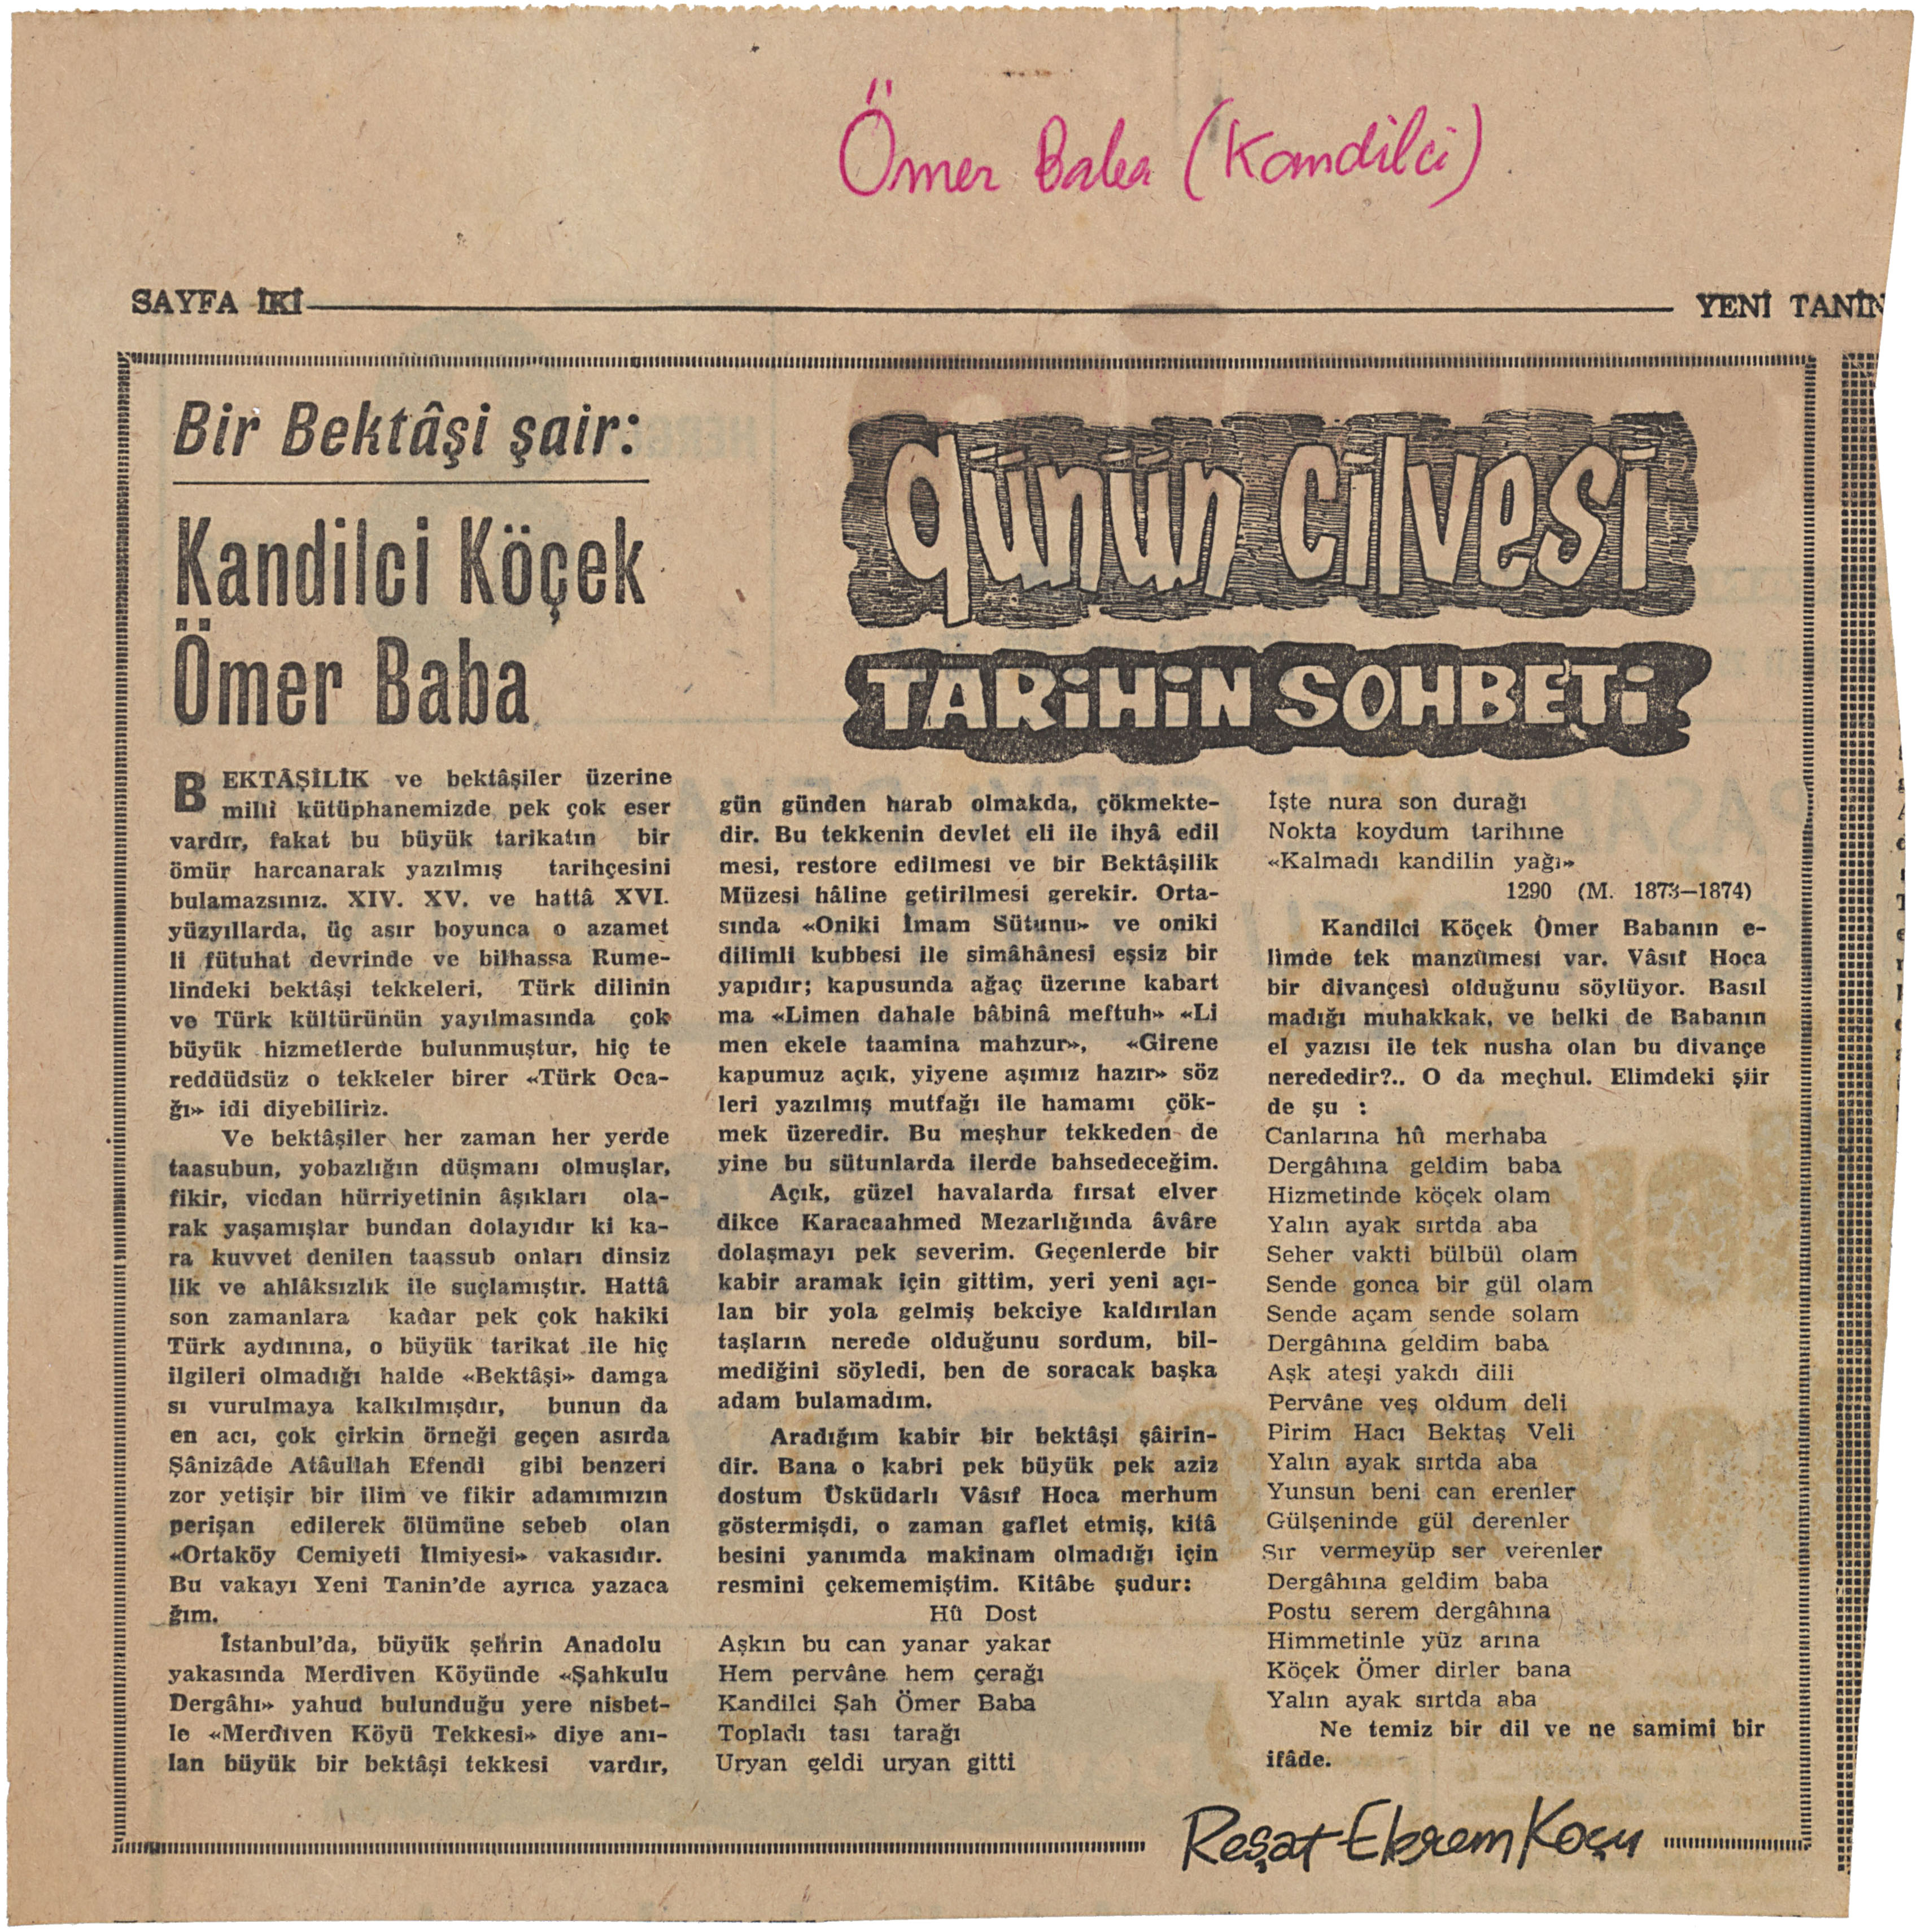 Ömer Baba (Kandilci)
SAYFA İKİ
YENİ TANİN
Bir Bektâşi şair:
Kandilci Köçek
Ömer Baba
günün cilvesi
TARİHİN SOHBETİ
BEKTÂŞİLİK ve bektâşiler üzerine
milli kütüphanemizde pek çok eser
vardır, fakat bu büyük tarikatın bir
ömür harcanarak yazılmış tarihçesini
bulamazsınız. XIV. XV. ve hattâ XVI.
yüzyıllarda, üç asır boyunca o azamet
li fütuhat devrinde ve bilhassa Rume-
lindeki bektâşi tekkeleri, Türk dilinin
ve Türk kültürünün yayılmasında çok
büyük hizmetlerde bulunmuştur, hiç te
reddüdsüz o tekkeler birer «Türk Oca-
ğı» idi diyebiliriz.
Ve bektâşiler her zaman her yerde
taasubun, yobazlığın düşmanı olmuşlar,
fikir, vicdan hürriyetinin âşıkları ola-
rak yaşamışlar bundan dolayıdır ki ka-
ra kuvvet denilen taassub onları dinsiz
lik ve ahlâksızlık ile suçlamıştır. Hattâ
son zamanlara kadar pek çok hakiki
Türk aydınına, o büyük tarikat ile hiç
ilgileri olmadığı halde «Bektâşi» damga
sı vurulmaya kalkılmışdır, bunun da
en acı, çok çirkin örneği geçen asırda
Şânizâde Atâullah Efendi gibi benzeri
zor yetişir bir ilim ve fikir adamımızın
perişan edilerek ölümüne sebeb olan
«Ortaköy Cemiyeti İlmiyesi» vakasıdır.
Bu vakayı Yeni Tanin'de ayrıca yazaca
ğım.
İstanbul'da, büyük şehrin Anadolu
yakasında Merdiven Köyünde «Şahkulu
Dergâhı» yahud bulunduğu yere nisbet-
le «Merdiven Köyü Tekkesi» diye anı-
lan büyük bir bektâşi tekkesi vardır,
gün günden harab olmakda, çökmekte-
dir. Bu tekkenin devlet eli ile ihyâ edil
mesi, restore edilmesi ve bir Bektâşilik
Müzesi hâline getirilmesi gerekir. Orta-
sında «Oniki İmam Sütunu» ve oniki
dilimli kubbesi ile simâhânesi eşsiz bir
yapıdır; kapusunda ağaç üzerine kabart
ma «Limen dahale bâbinâ meftuh» «Li
men ekele taamina mahzur», «Girene
kapumuz açık, yiyene aşımız hazır» söz
leri yazılmış mutfağı ile hamamı çök-
mek üzeredir. Bu meşhur tekkeden de
yine bu sütunlarda ilerde bahsedeceğim.
Açık, güzel havalarda fırsat elver
dikce Karacaahmed Mezarlığında âvâre
dolaşmayı pek severim. Geçenlerde bir
kabir aramak için gittim, yeri yeni açı-
lan bir yola gelmiş bekciye kaldırılan
taşların nerede olduğunu sordum, bil-
mediğini söyledi, ben de soracak başka
adam bulamadım.
Aradığım kabir bir bektâşi şâirin-
dir. Bana o kabri pek büyük pek aziz
dostum Üsküdarlı Vâsıf Hoca merhum
göstermişdi, o zaman gaflet etmiş, kitâ
besini yanımda makinam olmadığı için
resmini çekememiştim. Kitâbe şudur:
Hû Dost
Aşkın bu can yanar yakar
Hem pervâne hem çerağı
Kandilci Şah Ömer Baba
Topladı tası tarağı
Uryan geldi uryan gitti
İşte nura son durağı
Nokta koydum tarihine
«Kalmadı kandilin yağı»
1290 (M. 1873—1874)
Kandilci Köçek Ömer Babanın e-
limde tek manzûmesi var. Vâsıf Hoca
bir divançesi olduğunu söylüyor. Basıl
madığı muhakkak, ve belki de Babanın
el yazısı ile tek nusha olan bu divançe
nerededir?.. O da meçhul. Elimdeki şiir
de şu :
Canlarına hû merhaba
Dergâhına geldim baba
Hizmetinde köçek olam
Yalın ayak sırtda aba
Seher vakti bülbül olam
Sende gonca bir gül olam
Sende açam sende solam
Dergâhına geldim baba
Aşk ateşi yakdı dili
Pervâne veş oldum deli
Pirim Hacı Bektaş Veli
Yalın ayak sırtda aba
Yunsun beni can erenler
Gülşeninde gül derenler
Sır vermeyüp ser verenler
Dergâhına geldim baba
Postu serem dergâhına
Himmetinle yüz arına
Köçek Ömer dirler bana
Yalın ayak sırtda aba
Ne temiz bir dil ve ne samimî bir
ifâde.
Reşat Ekrem Koçu